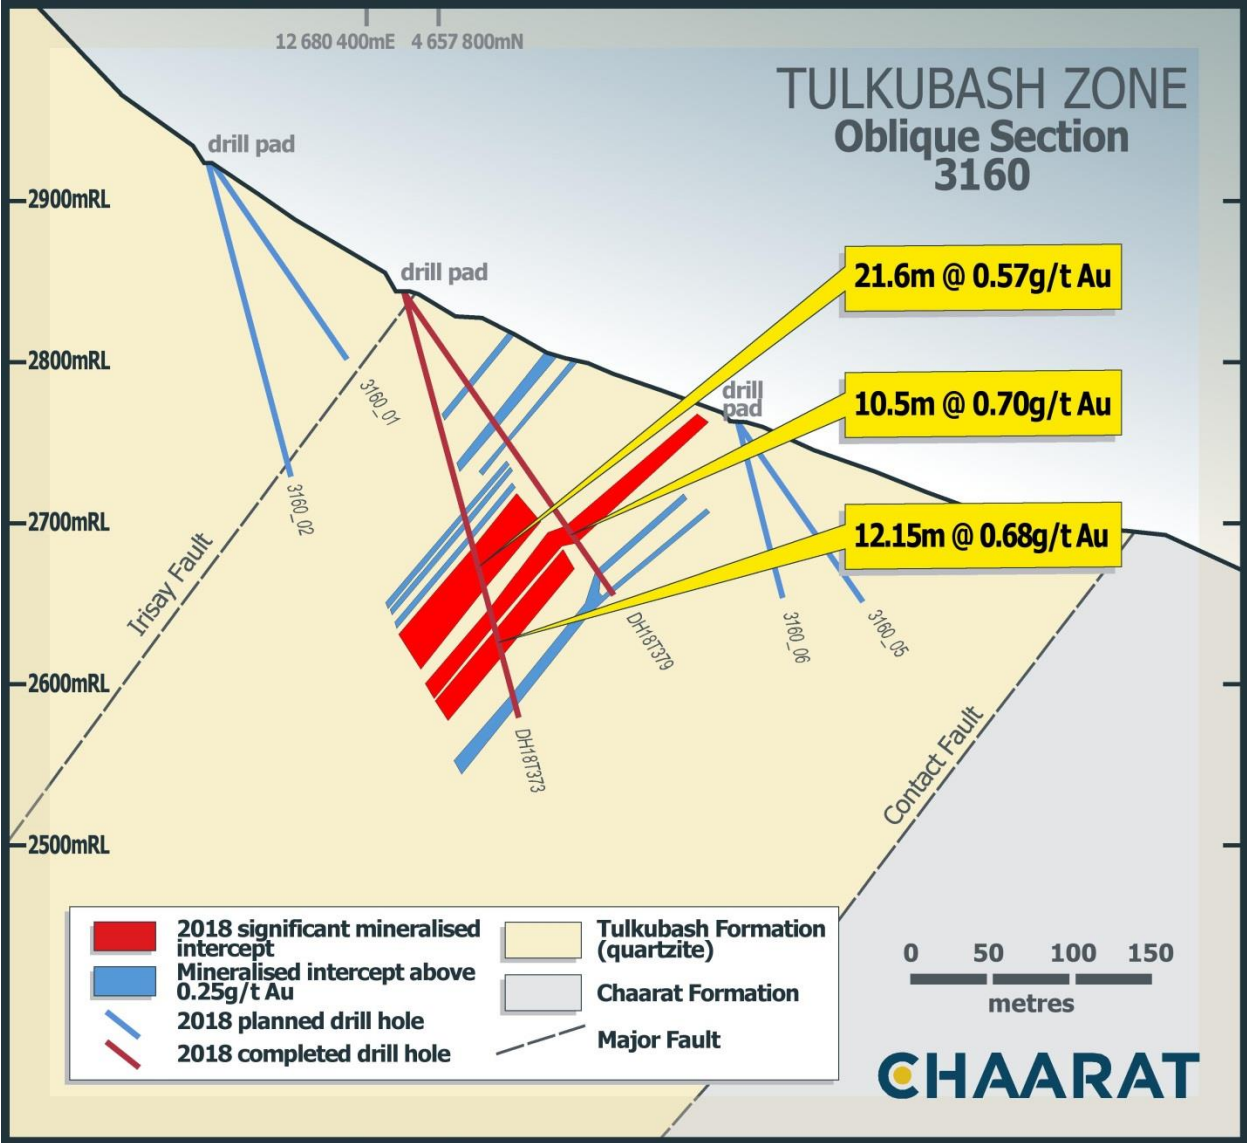 12 680 400mE 4 657 800mN
TULKUBASH ZONE
Oblique Section
3160
drill pad
2900mRL
drill pad
21.6m @ 0.57g/t Au
2800mRL
3160_01
drill
pad
10.5m @ 0.70g/t Au
3160_02
2700mRL
12.15m @ 0.68g/t Au
Irisay Fault
DH18T379
3160_06
3160_05
2600mRL
DH18T373
Contact Fault
2500mRL
2018 significant mineralised
intercept
Mineralised intercept above
0.25g/t Au
2018 planned drill hole
2018 completed drill hole
Tulkubash Formation
(quartzite)
Chaarat Formation
Major Fault
0 50 100 150
metres
CHAARAT